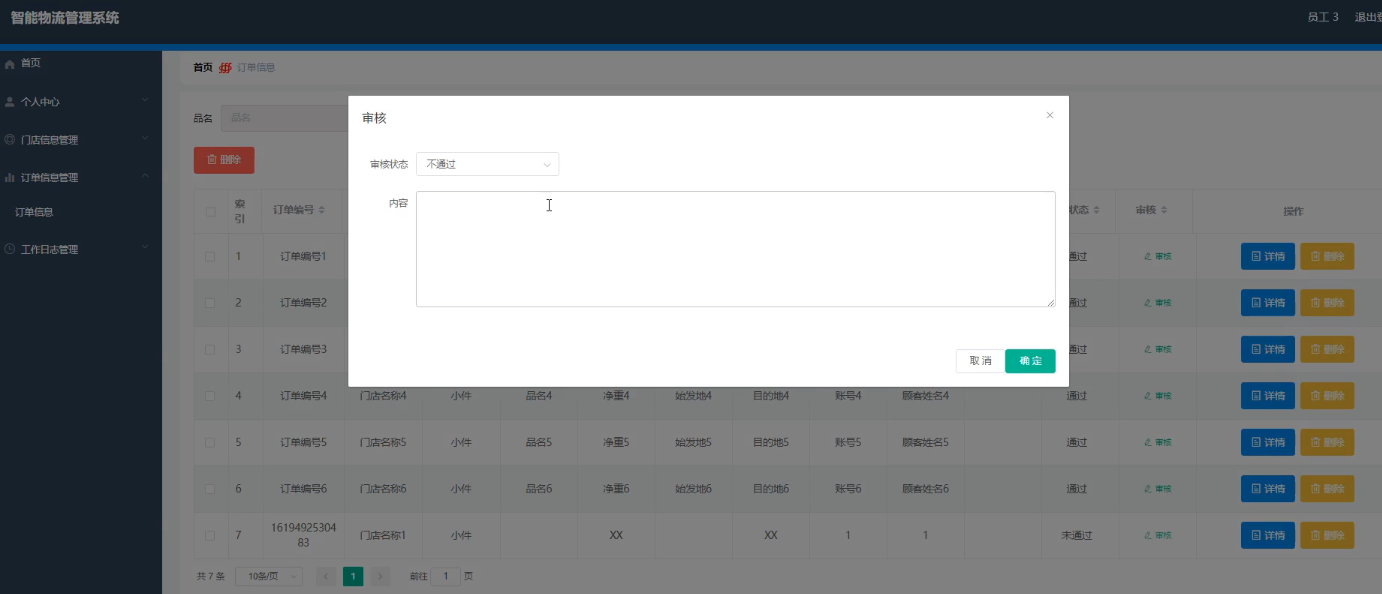 智能物流管理系统
员工 3 退出登
首页
个人中心
门店信息管理
订单信息管理
订单信息
工作日志管理
首页 订单信息
品名 品名
删除
审核
审核状态 不通过
内容
取 消 确 定
索引 订单编号 状态 审核 操作
1 订单编号1 通过 审核 详情 删除
2 订单编号2 通过 审核 详情 删除
3 订单编号3 通过 审核 详情 删除
4 订单编号4 门店名称4 小件 品名4 净重4 始发地4 目的地4 账号4 顾客姓名4 通过 审核 详情 删除
5 订单编号5 门店名称5 小件 品名5 净重5 始发地5 目的地5 账号5 顾客姓名5 通过 审核 详情 删除
6 订单编号6 门店名称6 小件 品名6 净重6 始发地6 目的地6 账号6 顾客姓名6 通过 审核 详情 删除
7 1619492530483 门店名称1 小件 XX XX 1 1 未通过 审核 详情 删除
共 7 条 10条/页 1 前往 1 页